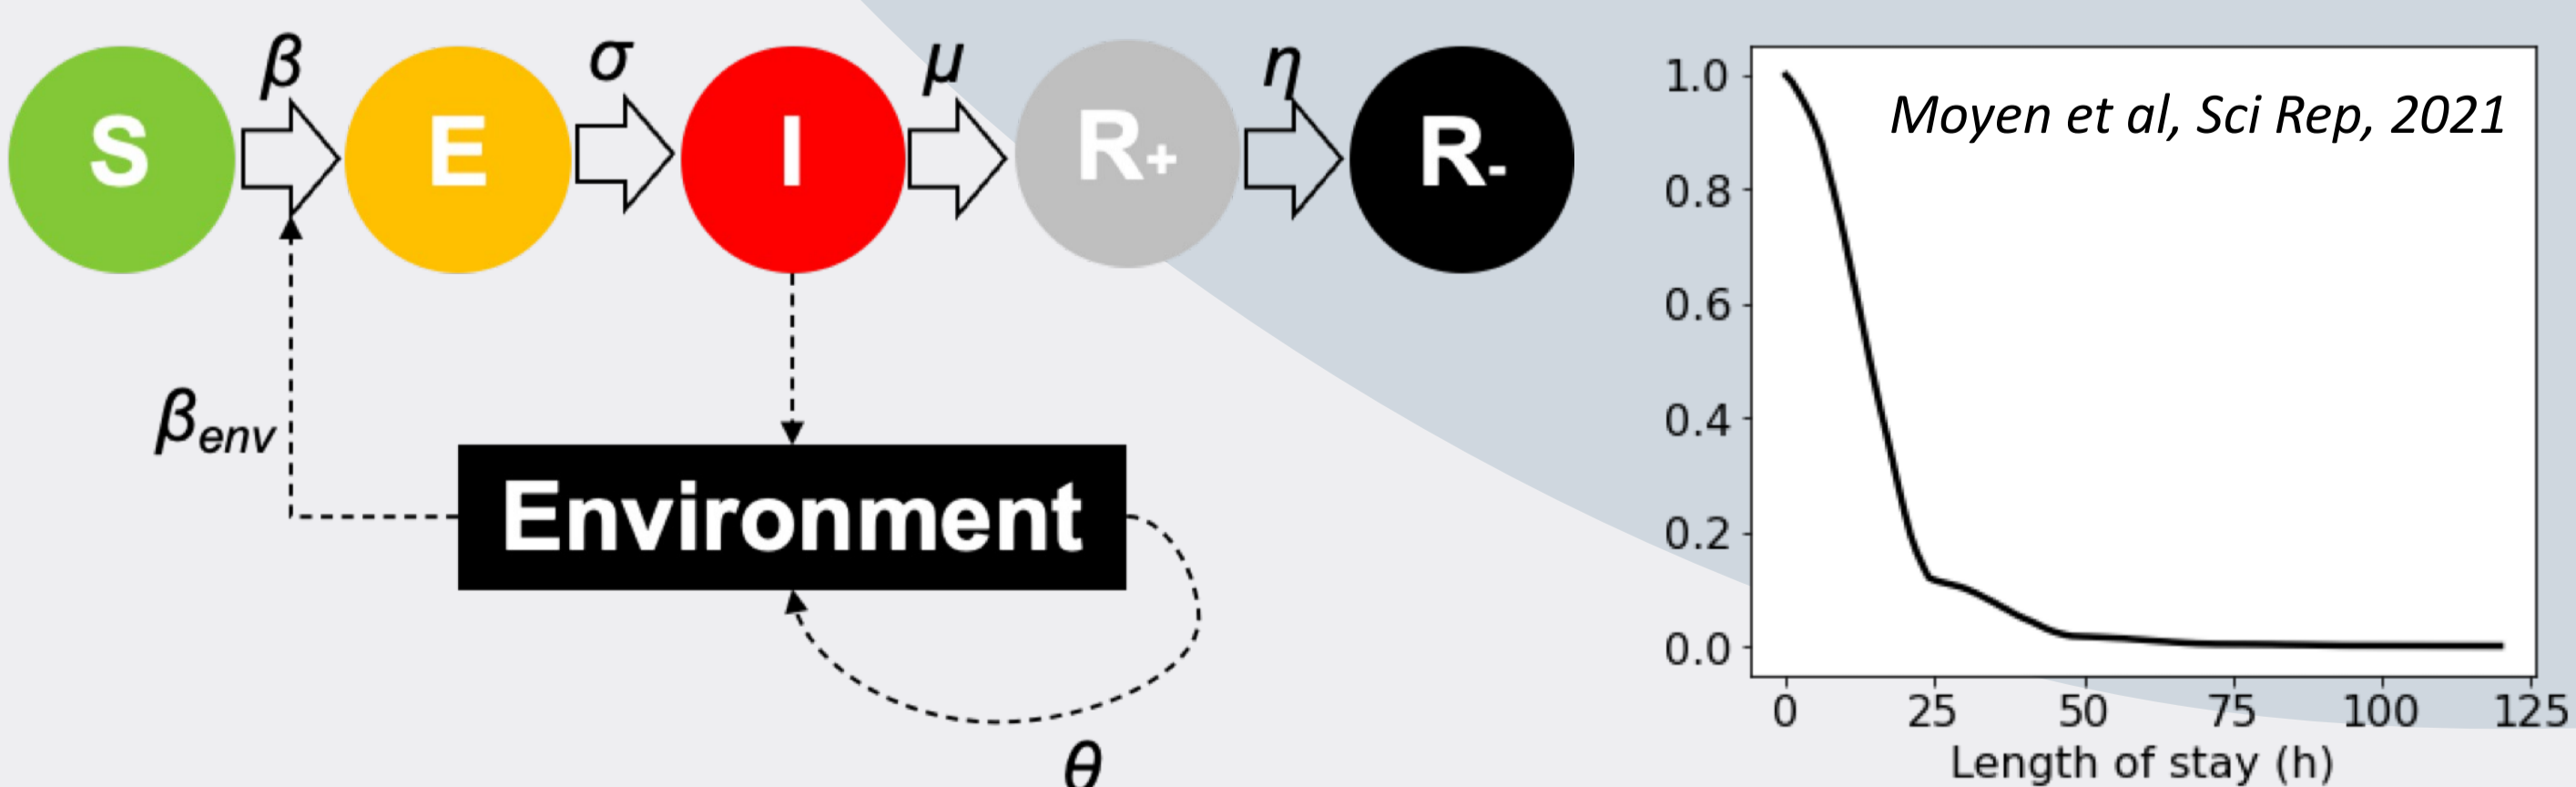 β σ μ η
S E I R+ R-
βenv
Environment
θ
Moyen et al, Sci Rep, 2021
1.0
0.8
0.6
0.4
0.2
0.0
0 25 50 75 100 125
Length of stay (h)